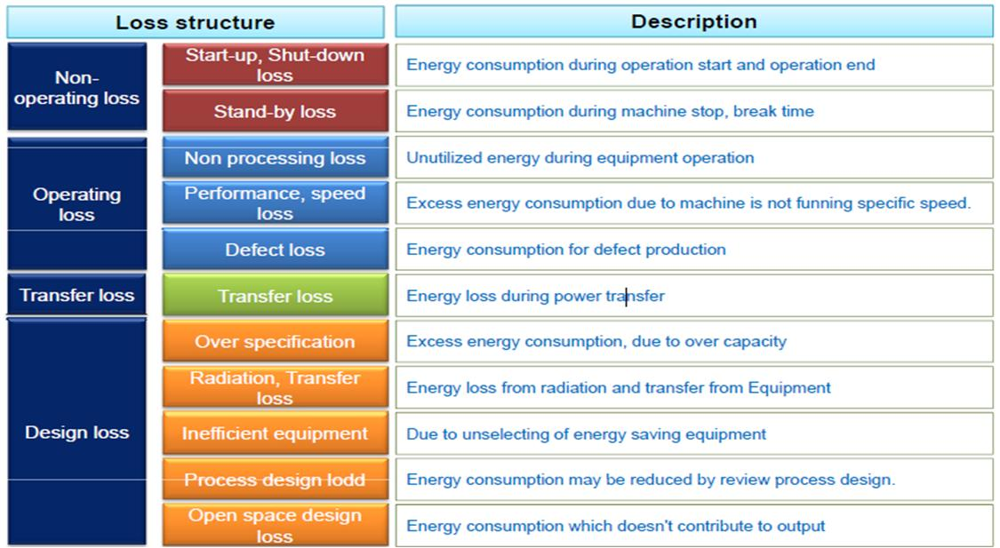 Loss structure
Description
Non-
operating loss
Start-up, Shut-down
loss
Energy consumption during operation start and operation end
Stand-by loss
Energy consumption during machine stop, break time
Operating
loss
Non processing loss
Unutilized energy during equipment operation
Performance, speed
loss
Excess energy consumption due to machine is not funning specific speed.
Defect loss
Energy consumption for defect production
Transfer loss
Transfer loss
Energy loss during power transfer
Design loss
Over specification
Excess energy consumption, due to over capacity
Radiation, Transfer
loss
Energy loss from radiation and transfer from Equipment
Inefficient equipment
Due to unselecting of energy saving equipment
Process design lodd
Energy consumption may be reduced by review process design.
Open space design
loss
Energy consumption which doesn't contribute to output